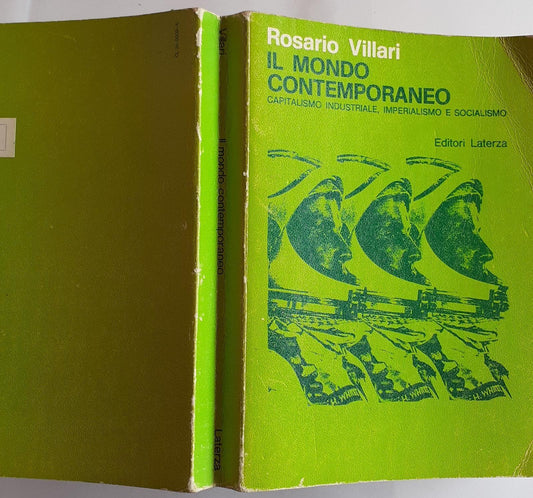 Rosario Villari
IL MONDO
CONTEMPORANEO
CAPITALISMO INDUSTRIALE, IMPERIALISMO E SOCIALISMO
Editori Laterza
Villari
Il mondo contemporaneo
Laterza